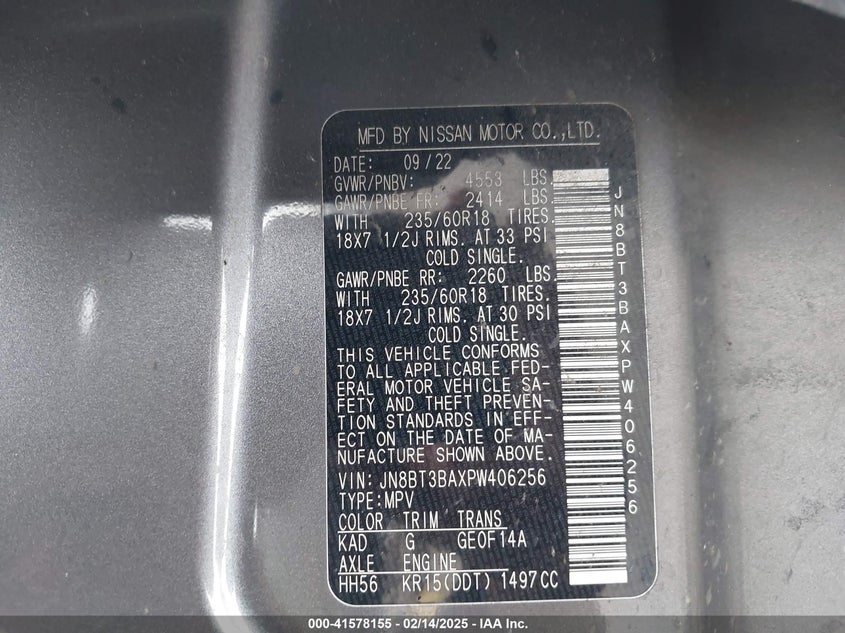 MFD BY NISSAN MOTOR CO.,LTD.
DATE: 09/22
GVWR/PNBV: 4553 LBS.
GAWR/PNBE FR: 2414 LBS.
WITH 235/60R18 TIRES.
18X7 1/2J RIMS. AT 33 PSI
COLD SINGLE.
GAWR/PNBE RR: 2260 LBS.
WITH 235/60R18 TIRES.
18X7 1/2J RIMS. AT 30 PSI
COLD SINGLE.
THIS VEHICLE CONFORMS
TO ALL APPLICABLE FED-
ERAL MOTOR VEHICLE SA-
FETY AND THEFT PREVEN-
TION STANDARDS IN EFF-
ECT ON THE DATE OF MA-
NUFACTURE SHOWN ABOVE.
VIN: JN8BT3BAXPW406256
TYPE:MPV
COLOR TRIM TRANS
KAD G GE0F14A
AXLE ENGINE
HH56 KR15(DDT) 1497CC
JN8BT3BAXPW406256
000-41578155 - 02/14/2025 - IAA Inc.